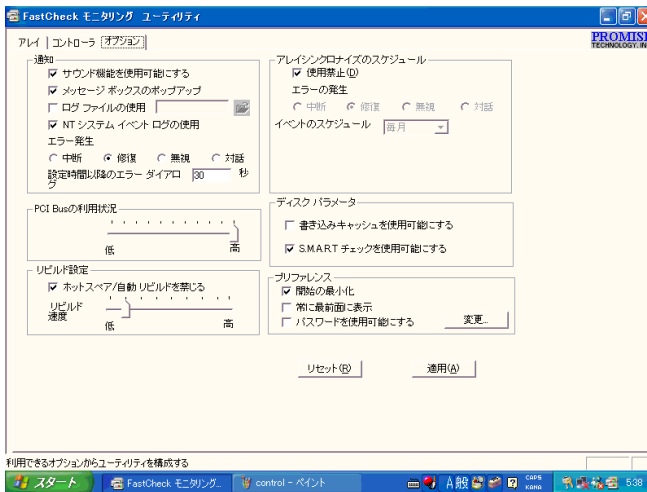 FastCheck モニタリング ユーティリティ
アレイ コントローラ オプション
PROMISE
TECHNOLOGY, IN
通知
サウンド機能を使用可能にする
メッセージ ボックスのポップアップ
ログ ファイルの使用
NT システム イベント ログの使用
エラー発生
中断 修復 無視 対話
設定時間以降のエラー ダイアログ 30 秒
PCI Busの利用状況
低 高
リビルド設定
ホットスペア/自動 リビルドを禁じる
リビルド速度
低 高
アレイシンクロナイズのスケジュール
使用禁止(D)
エラーの発生
中断 修復 無視 対話
イベントのスケジュール 毎月
ディスク パラメータ
書き込みキャッシュを使用可能にする
S.M.A.R.T チェックを使用可能にする
プリファレンス
開始の最小化
常に最前面に表示
パスワードを使用可能にする 変更...
リセット(R) 適用(A)
利用できるオプションからユーティリティを構成する
スタート FastCheck モニタリング... control - ペイント A 般 CAPS KANA 5:38